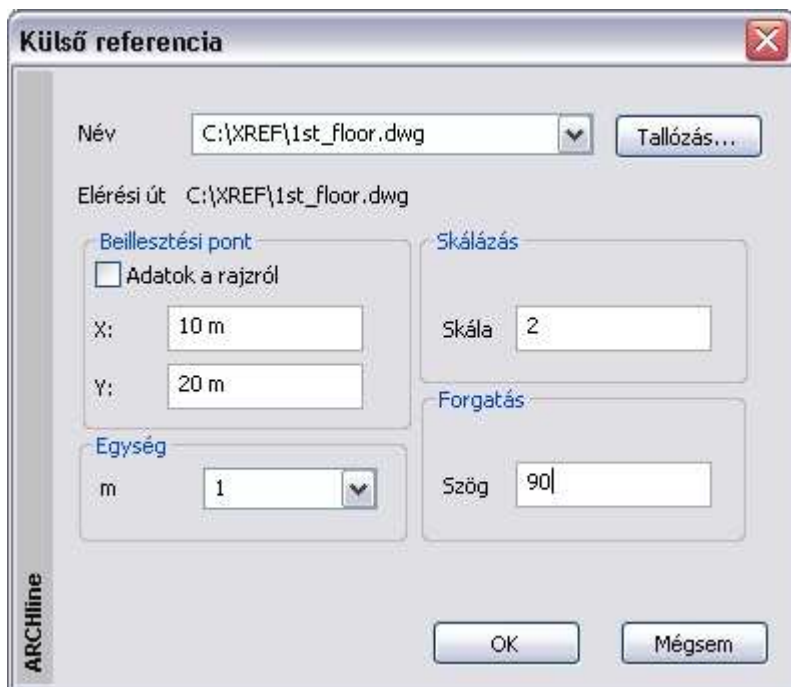 Külső referencia
Név
C:\XREF\1st_floor.dwg
Tallózás...
Elérési út C:\XREF\1st_floor.dwg
Beillesztési pont
Adatok a rajzról
X: 10 m
Y: 20 m
Skálázás
Skála 2
Egység
m 1
Forgatás
Szög 90
OK
Mégsem
ARCHline